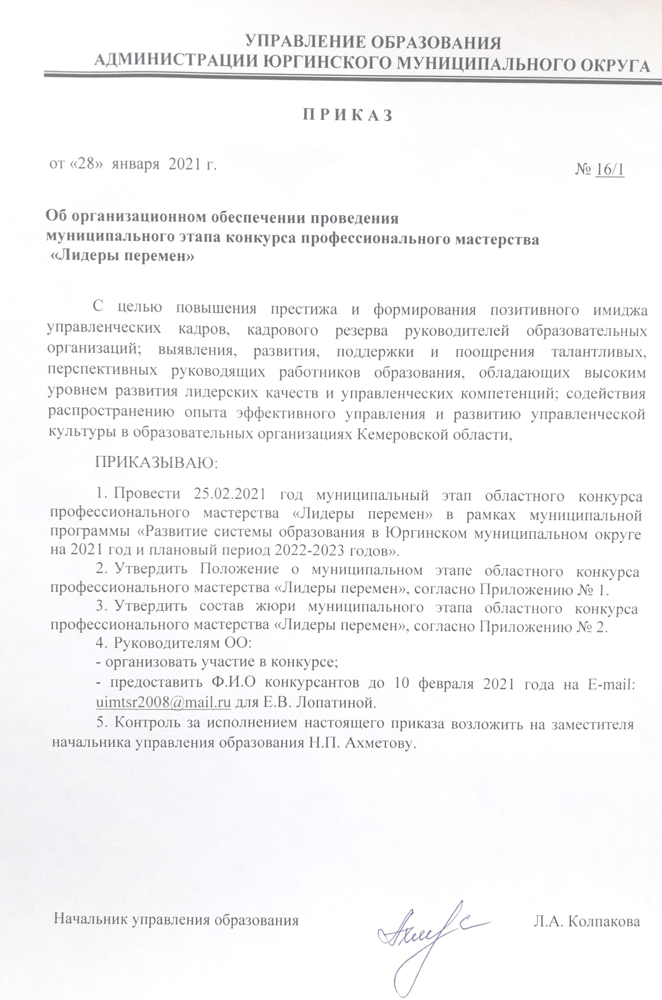 УПРАВЛЕНИЕ ОБРАЗОВАНИЯ
АДМИНИСТРАЦИИ ЮРГИНСКОГО МУНИЦИПАЛЬНОГО ОКРУГА
П Р И К А З
от «28» января 2021 г.
№ 16/1
Об организационном обеспечении проведения
муниципального этапа конкурса профессионального мастерства
«Лидеры перемен»
С целью повышения престижа и формирования позитивного имиджа
управленческих кадров, кадрового резерва руководителей образовательных
организаций; выявления, развития, поддержки и поощрения талантливых,
перспективных руководящих работников образования, обладающих высоким
уровнем развития лидерских качеств и управленческих компетенций; содействия
распространению опыта эффективного управления и развитию управленческой
культуры в образовательных организациях Кемеровской области,
ПРИКАЗЫВАЮ:
1. Провести 25.02.2021 год муниципальный этап областного конкурса
профессионального мастерства «Лидеры перемен» в рамках муниципальной
программы «Развитие системы образования в Юргинском муниципальном округе
на 2021 год и плановый период 2022-2023 годов».
2. Утвердить Положение о муниципальном этапе областного конкурса
профессионального мастерства «Лидеры перемен», согласно Приложению № 1.
3. Утвердить состав жюри муниципального этапа областного конкурса
профессионального мастерства «Лидеры перемен», согласно Приложению № 2.
4. Руководителям ОО:
- организовать участие в конкурсе;
- предоставить Ф.И.О конкурсантов до 10 февраля 2021 года на E-mail:
uimtsr2008@mail.ru для Е.В. Лопатиной.
5. Контроль за исполнением настоящего приказа возложить на заместителя
начальника управления образования Н.П. Ахметову.
Начальник управления образования
Л.А. Колпакова